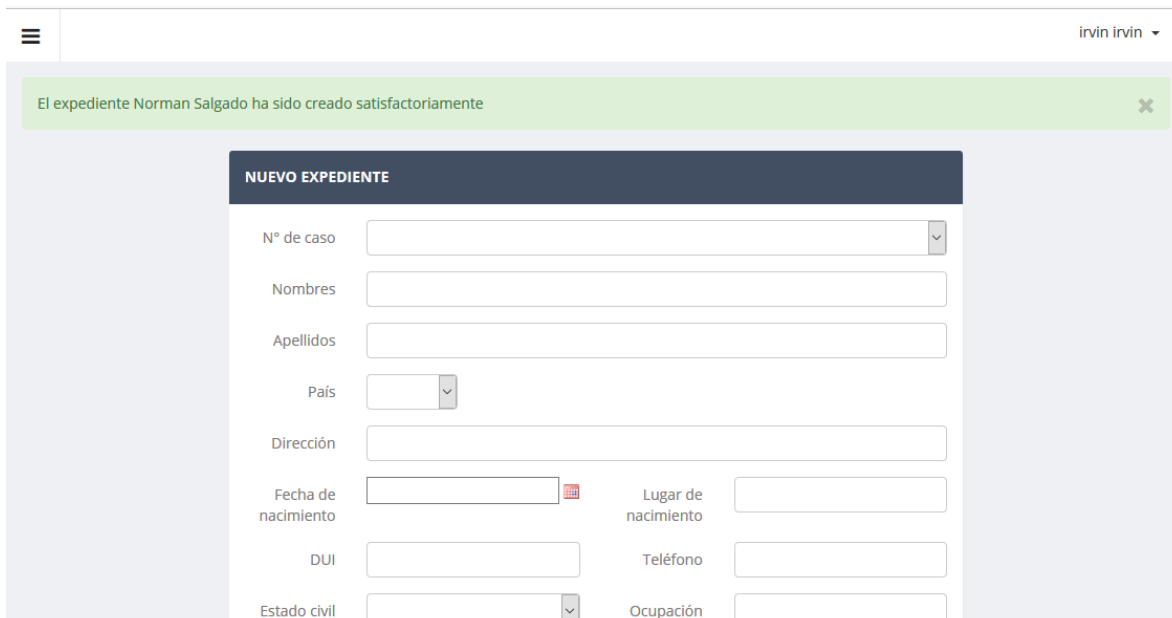 irvin irvin
El expediente Norman Salgado ha sido creado satisfactoriamente
NUEVO EXPEDIENTE
N° de caso
Nombres
Apellidos
País
Dirección
Fecha de
nacimiento
Lugar de
nacimiento
DUI
Teléfono
Estado civil
Ocupación